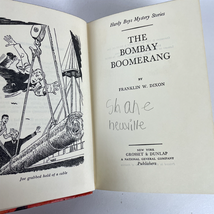 Hardy Boys Mystery Stories
THE
BOMBAY
BOOMERANG
BY
FRANKLIN W. DIXON
Shane
NEW YORK
GROSSET & DUNLAP
A NATIONAL GENERAL COMPANY
Publishers
Joe grabbed hold of a cable